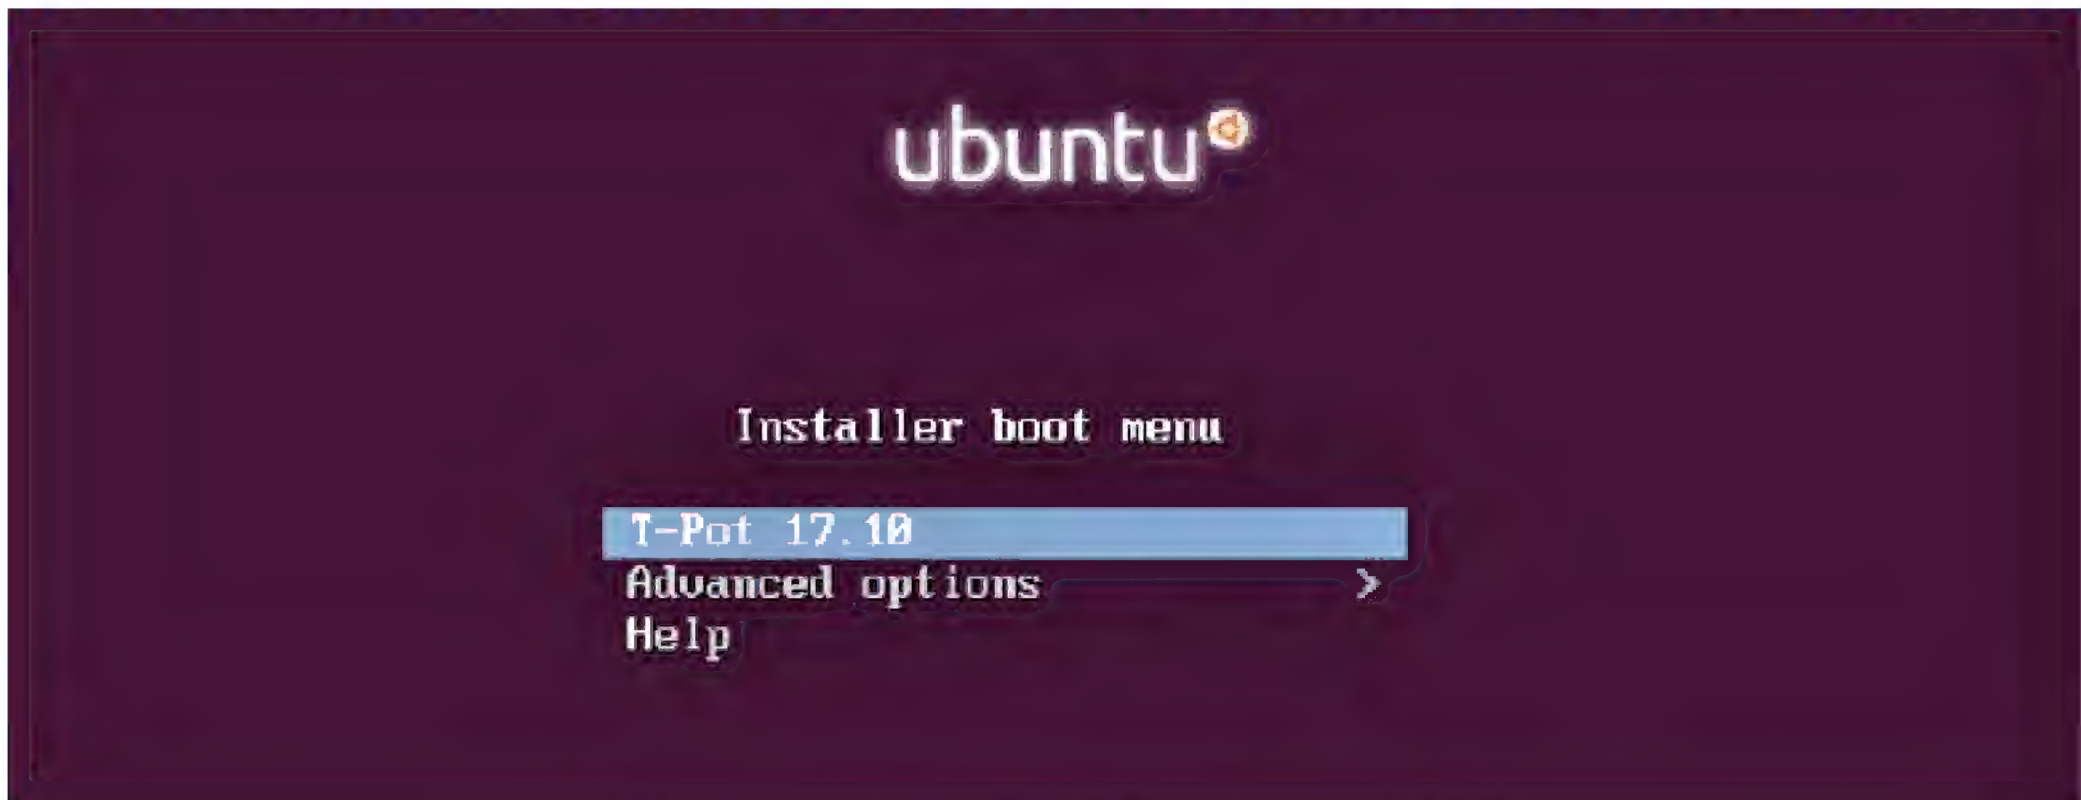 ubuntu
Installer boot menu
T-Pot 17.10
Advanced options >
Help